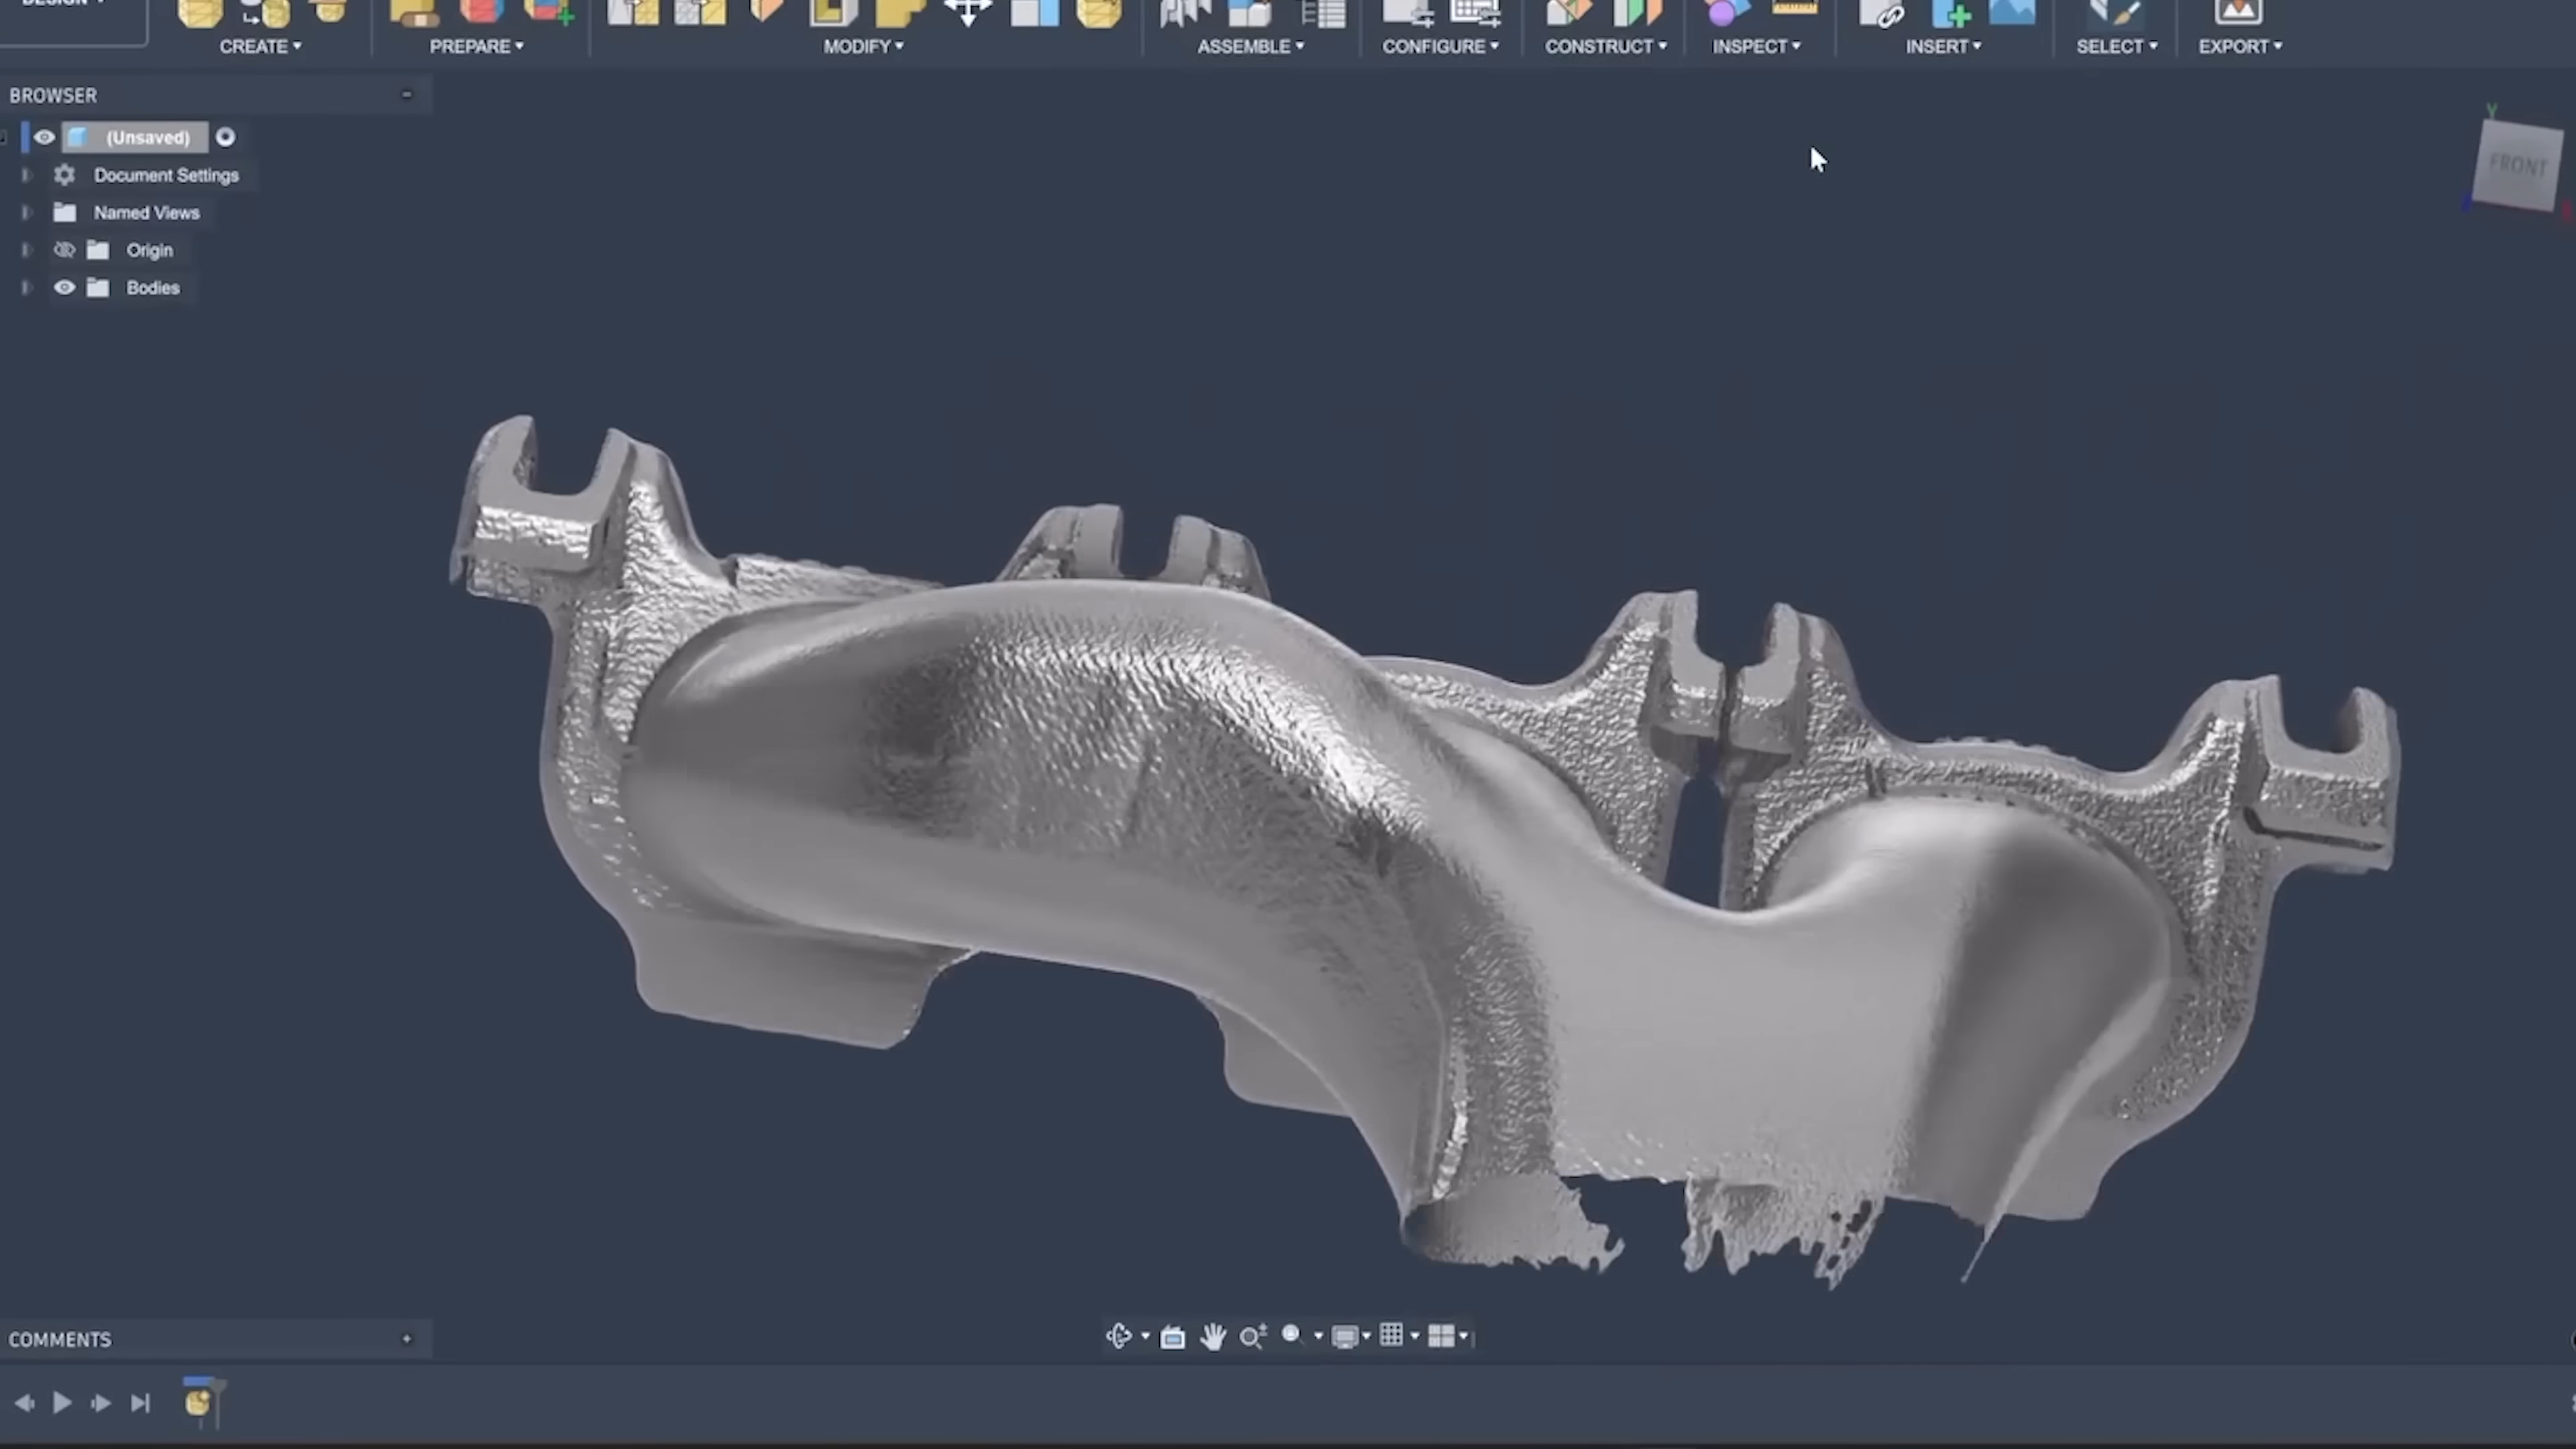 DESIGN
CREATE PREPARE MODIFY ASSEMBLE CONFIGURE CONSTRUCT INSPECT INSERT SELECT EXPORT
BROWSER
(Unsaved)
Document Settings
Named Views
Origin
Bodies
Y
FRONT
COMMENTS